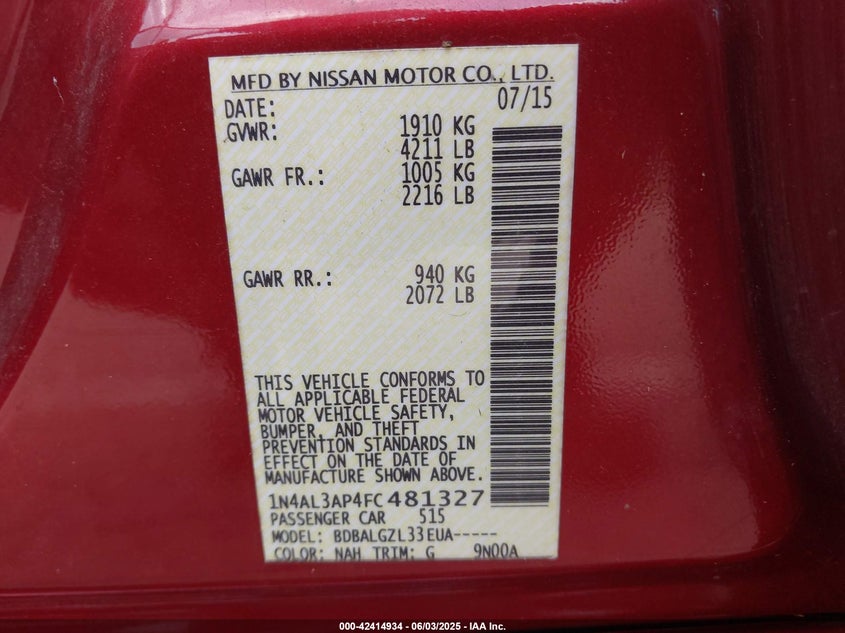 MFD BY NISSAN MOTOR CO., LTD.
DATE: 07/15
GVWR: 1910 KG
4211 LB
GAWR FR.: 1005 KG
2216 LB
GAWR RR.: 940 KG
2072 LB
THIS VEHICLE CONFORMS TO
ALL APPLICABLE FEDERAL
MOTOR VEHICLE SAFETY,
BUMPER, AND THEFT
PREVENTION STANDARDS IN
EFFECT ON THE DATE OF
MANUFACTURE SHOWN ABOVE.
1N4AL3AP4FC481327
PASSENGER CAR 515
MODEL: BDBALGZL33EUA-----
COLOR: NAH TRIM: G 9N00A
000-42414934 - 06/03/2025 - IAA Inc.